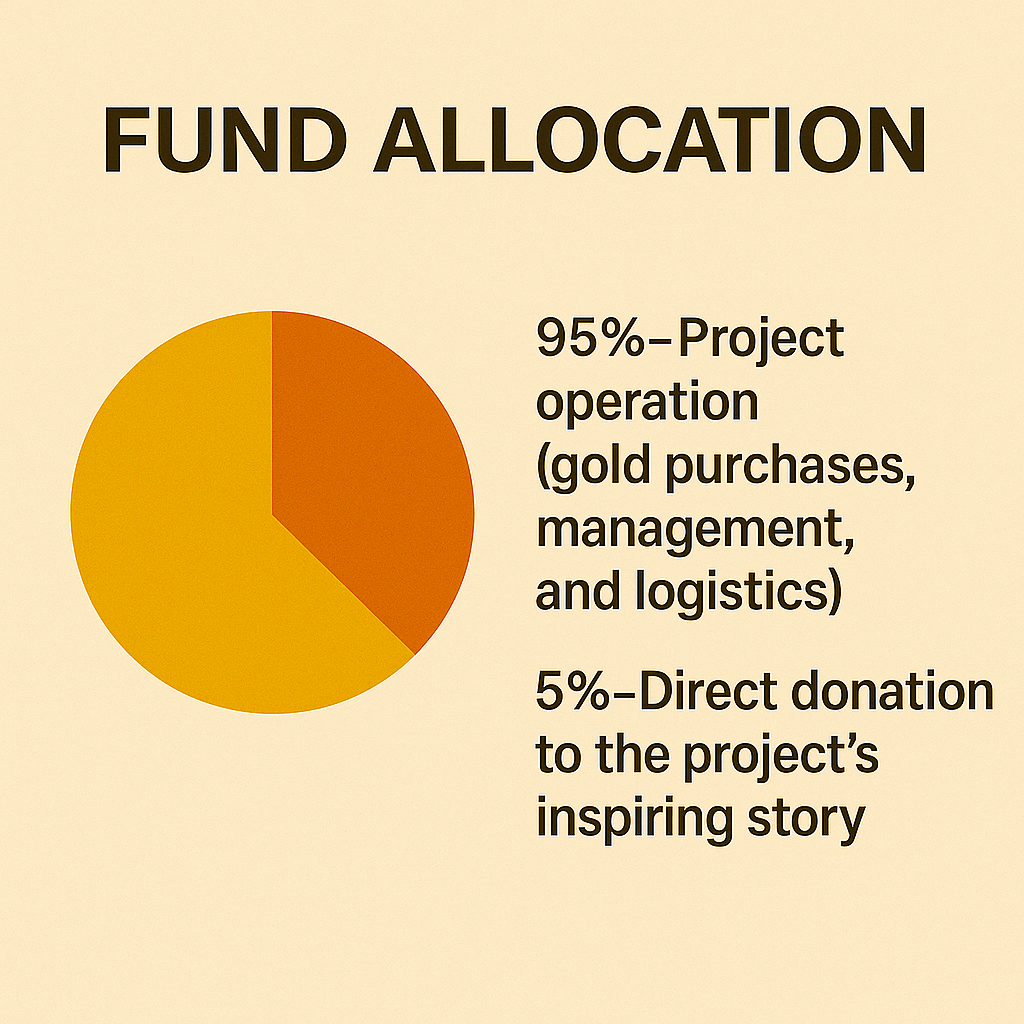 FUND ALLOCATION
95%–Project
operation
(gold purchases,
management,
and logistics)
5%–Direct donation
to the project’s
inspiring story